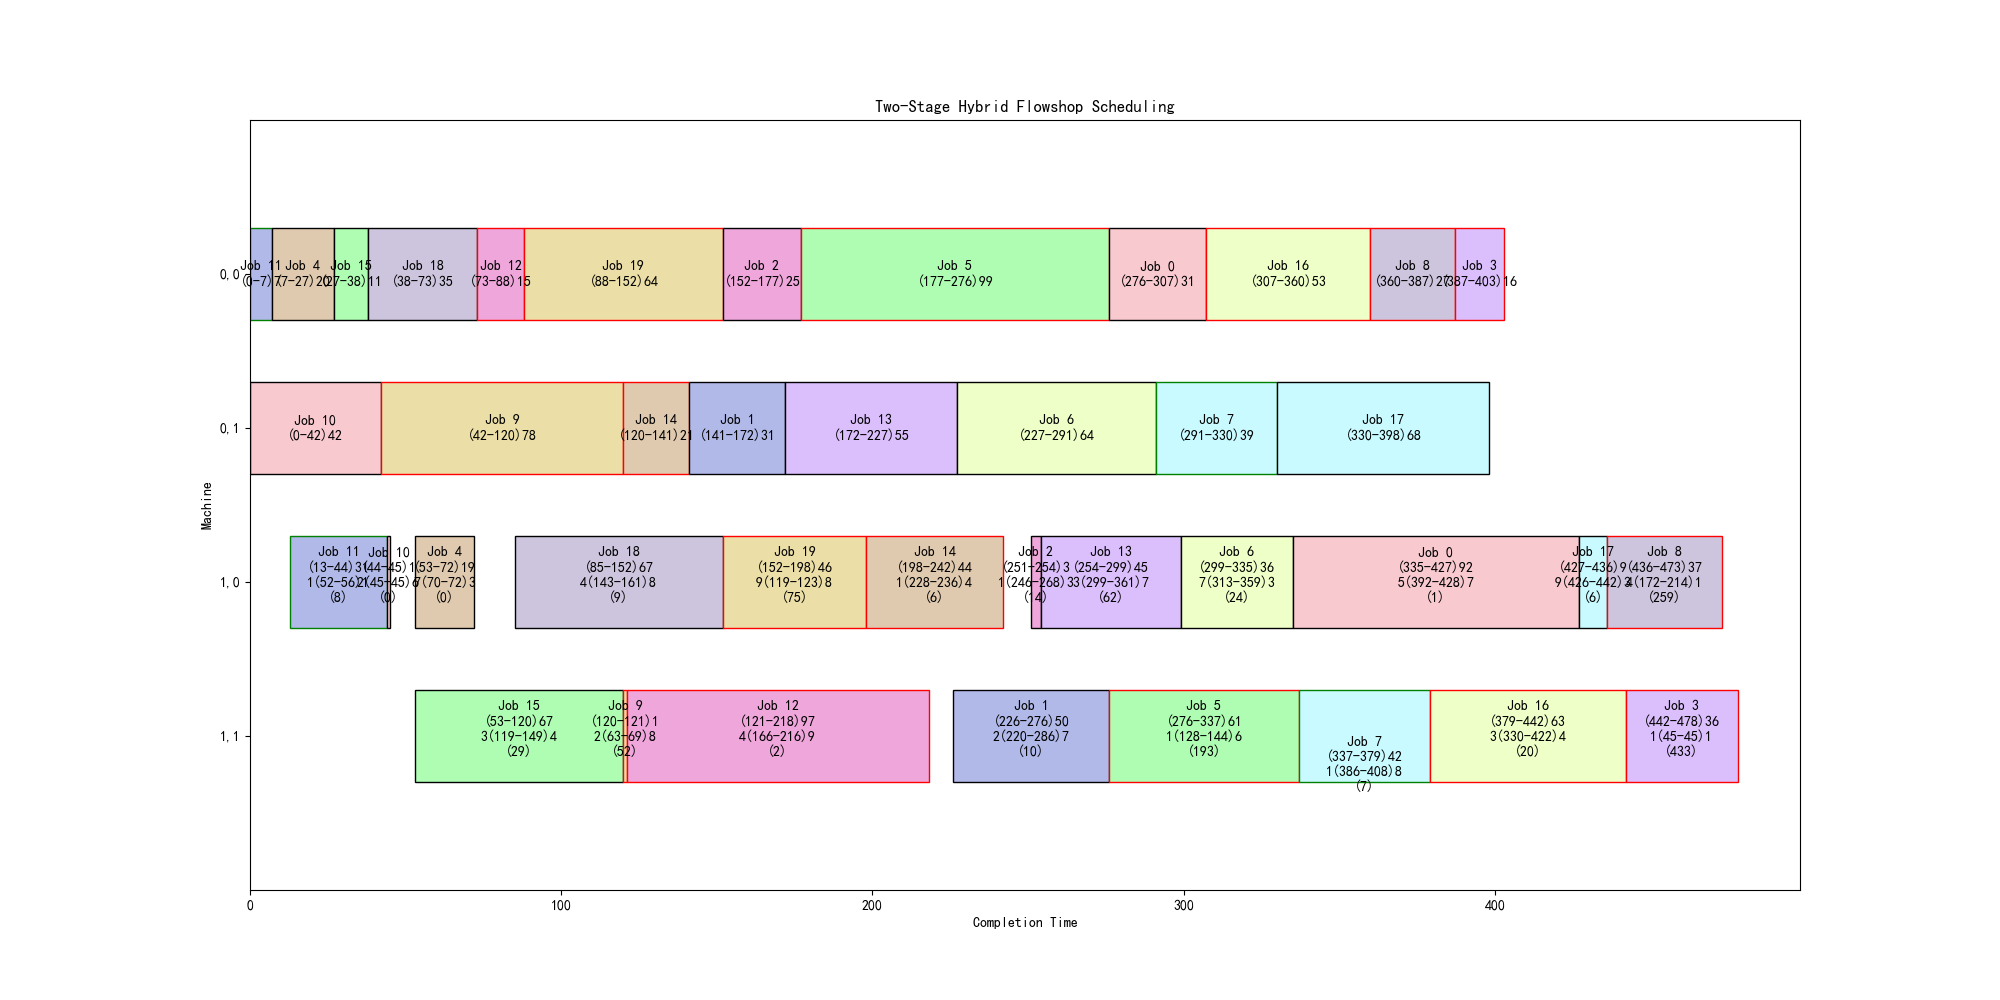 Two-Stage Hybrid Flowshop Scheduling
Machine
0,0
Job 11
(0-7)7
Job 4
(7-27)20
Job 15
(27-38)11
Job 18
(38-73)35
Job 12
(73-88)15
Job 19
(88-152)64
Job 2
(152-177)25
Job 5
(177-276)99
Job 0
(276-307)31
Job 16
(307-360)53
Job 8
(360-387)27
Job 3
(387-403)16
0,1
Job 10
(0-42)42
Job 9
(42-120)78
Job 14
(120-141)21
Job 1
(141-172)31
Job 13
(172-227)55
Job 6
(227-291)64
Job 7
(291-330)39
Job 17
(330-398)68
1,0
Job 11
(13-44)31
1(52-56)2
(8)
Job 10
(44-45)1
(45-45)6
(0)
Job 4
(53-72)19
(70-72)3
(0)
Job 18
(85-152)67
4(143-161)8
(9)
Job 19
(152-198)46
9(119-123)8
(75)
Job 14
(198-242)44
1(228-236)4
(6)
Job 2
(251-254)3
1(246-268)3
(14)
Job 13
(254-299)45
3(299-361)7
(62)
Job 6
(299-335)36
7(313-359)3
(24)
Job 0
(335-427)92
5(392-428)7
(1)
Job 17
(427-436)9
9(426-442)3
(6)
Job 8
(436-473)37
4(172-214)1
(259)
1,1
Job 15
(53-120)67
3(119-149)4
(29)
Job 9
(120-121)1
2(63-69)8
(52)
Job 12
(121-218)97
4(166-216)9
(2)
Job 1
(226-276)50
2(220-286)7
(10)
Job 5
(276-337)61
1(128-144)6
(193)
Job 7
(337-379)42
1(386-408)8
(7)
Job 16
(379-442)63
3(330-422)4
(20)
Job 3
(442-478)36
1(45-45)1
(433)
0
100
200
300
400
Completion Time